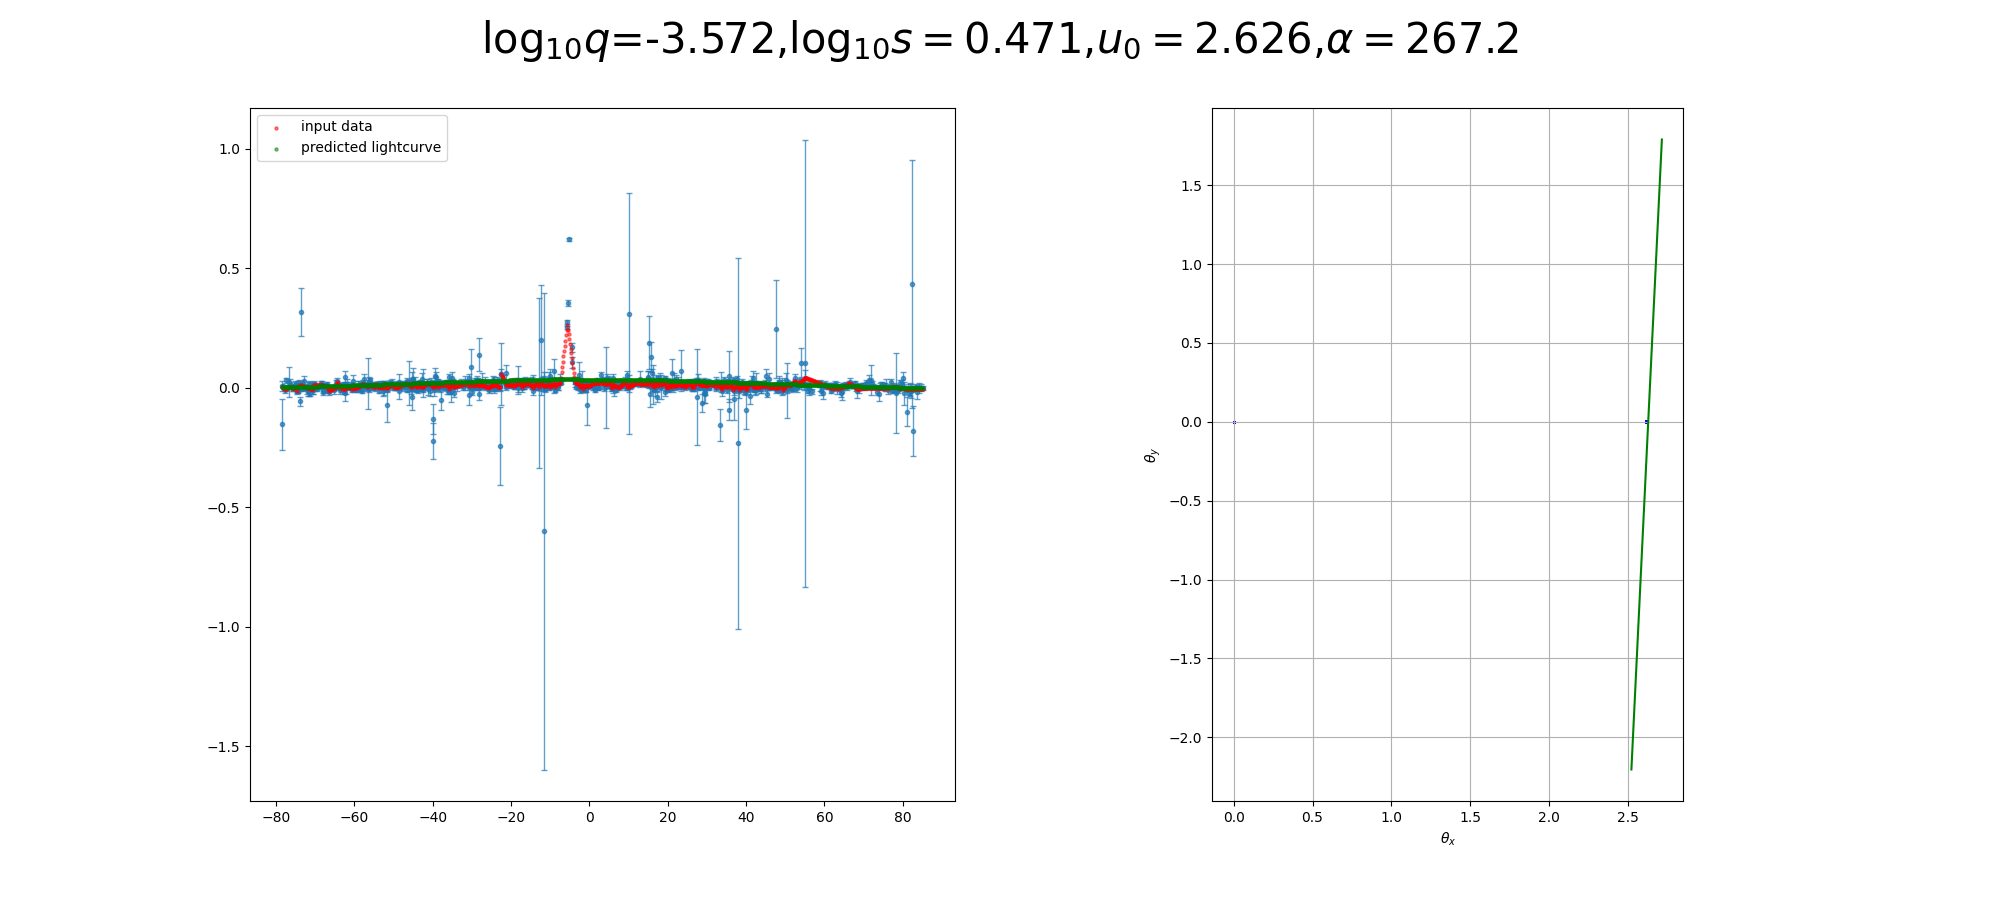 log₁₀q=-3.572,log₁₀s = 0.471,u₀ = 2.626,α = 267.2
input data
predicted lightcurve
1.0
0.5
0.0
−0.5
−1.0
−1.5
−80 −60 −40 −20 0 20 40 60 80
1.5
1.0
0.5
0.0
−0.5
−1.0
−1.5
−2.0
θy
0.0 0.5 1.0 1.5 2.0 2.5
θx